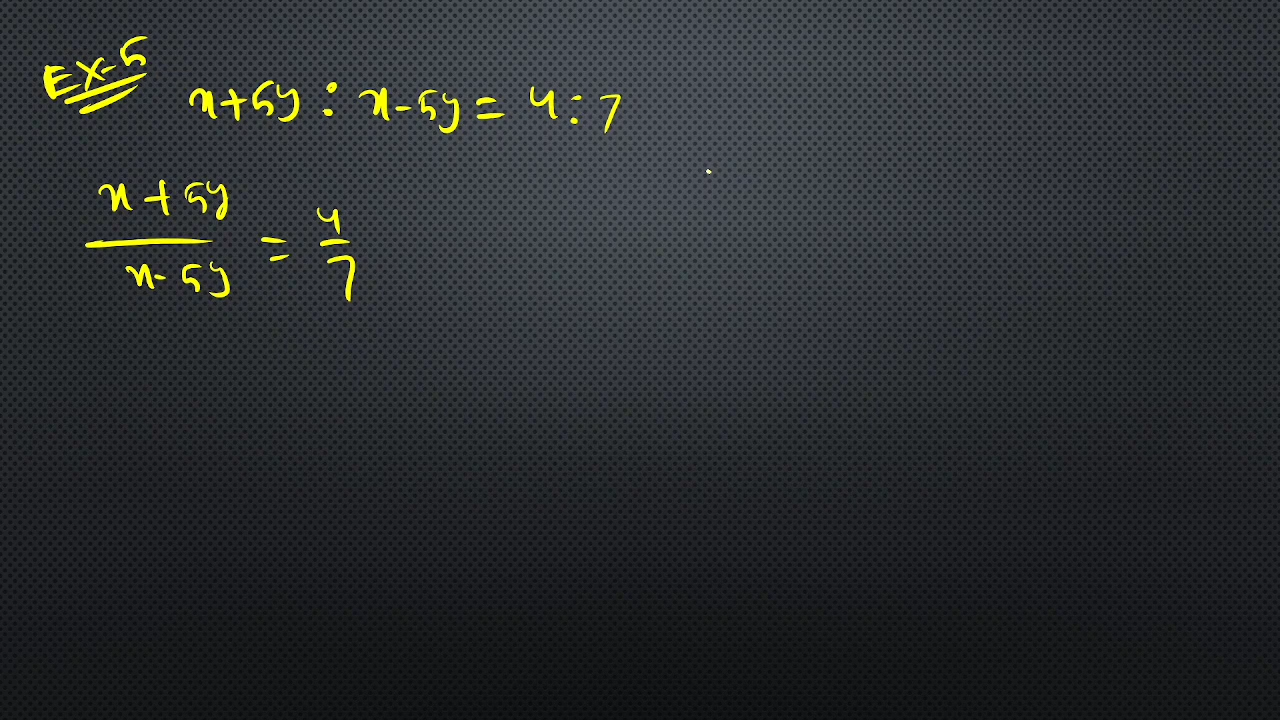 Ex-5
x+5y : x-5y = 4:7
x+5y
x-5y = 4/7